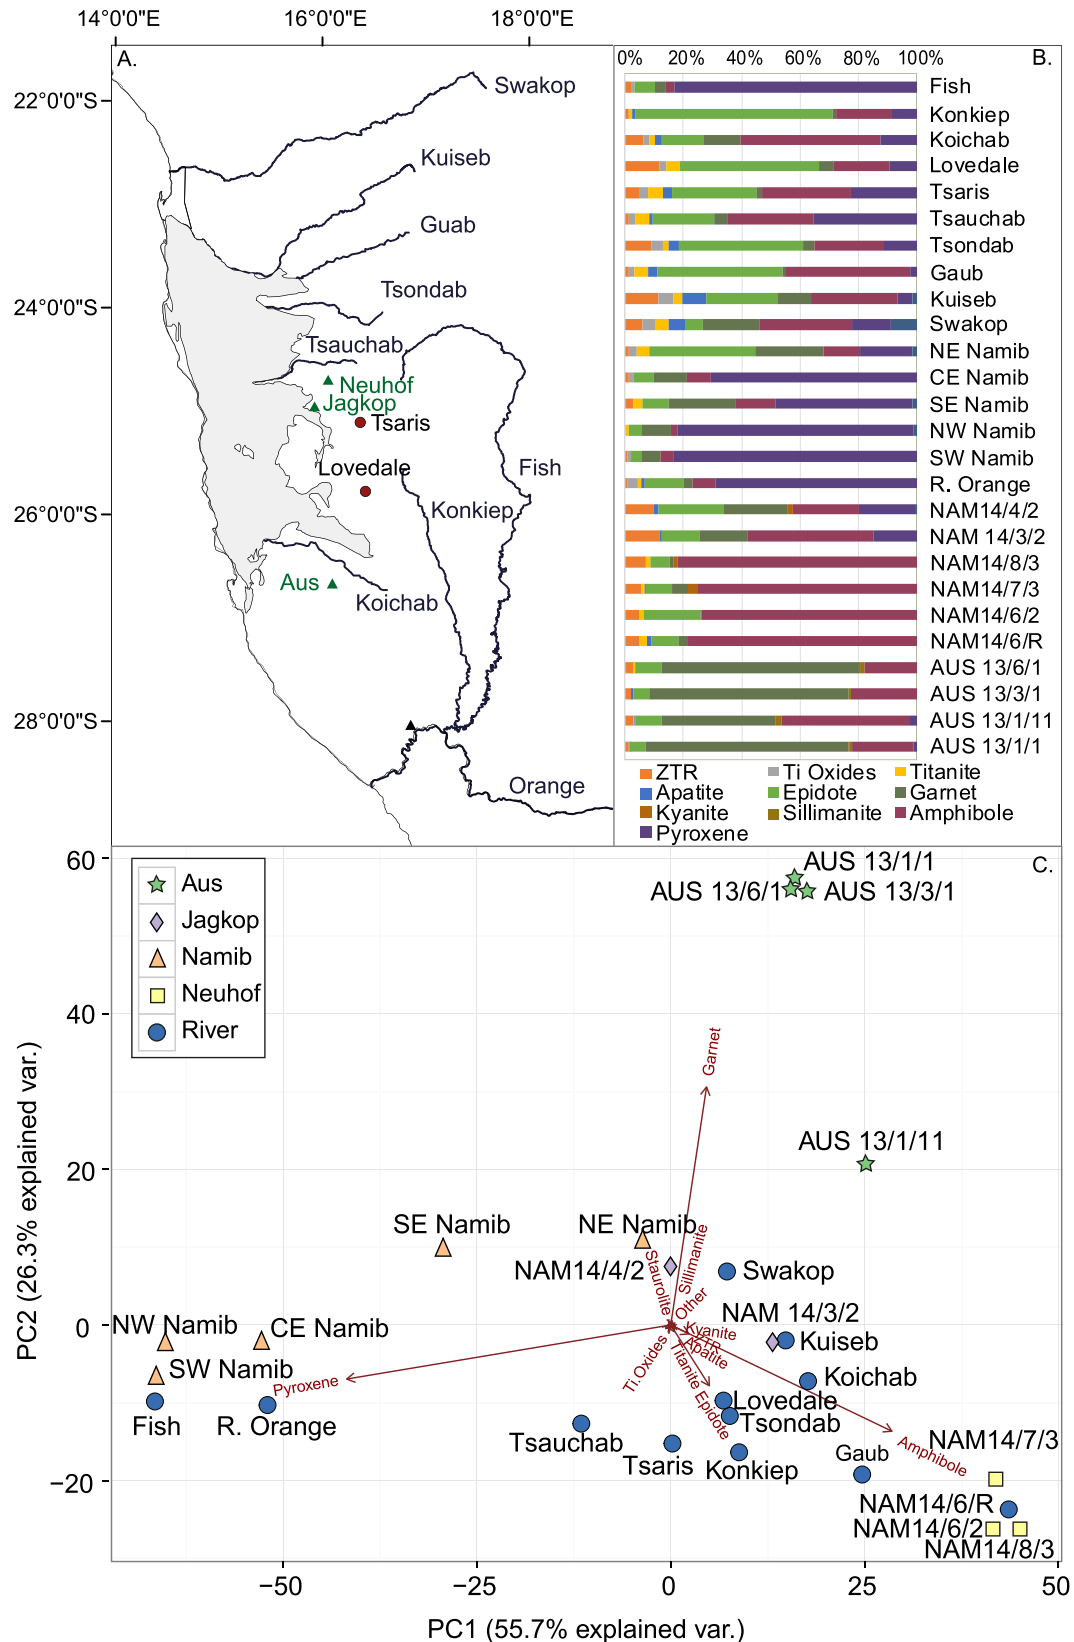 14°0'0"E
16°0'0"E
18°0'0"E
A.
22°0'0"S
24°0'0"S
26°0'0"S
28°0'0"S
Swakop
Kuiseb
Guab
Tsondab
Tsauchab
Neuhof
Jagkop
Tsaris
Lovedale
Fish
Konkiep
Aus
Koichab
Orange
0% 20% 40% 60% 80% 100%
B.
Fish
Konkiep
Koichab
Lovedale
Tsaris
Tsauchab
Tsondab
Gaub
Kuiseb
Swakop
NE Namib
CE Namib
SE Namib
NW Namib
SW Namib
R. Orange
NAM14/4/2
NAM 14/3/2
NAM14/8/3
NAM14/7/3
NAM14/6/2
NAM14/6/R
AUS 13/6/1
AUS 13/3/1
AUS 13/1/11
AUS 13/1/1
ZTR Ti Oxides Titanite
Apatite Epidote Garnet
Kyanite Sillimanite Amphibole
Pyroxene
C.
60
40
20
0
−20
PC2 (26.3% explained var.)
Aus
Jagkop
Namib
Neuhof
River
AUS 13/1/1
AUS 13/6/1
AUS 13/3/1
Garnet
AUS 13/1/11
SE Namib
NE Namib
Sillimanite
Staurolite
NAM14/4/2
Swakop
Other
NAM 14/3/2
NW Namib
CE Namib
Kyanite
ZTR
Apatite
Kuiseb
Ti.Oxides
Titanite
Epidote
SW Namib
Pyroxene
Koichab
Lovedale
Fish
R. Orange
Tsondab
Tsauchab
Tsaris
Konkiep
Gaub
Amphibole
NAM14/7/3
NAM14/6/R
NAM14/6/2
NAM14/8/3
−50
−25
0
25
50
PC1 (55.7% explained var.)